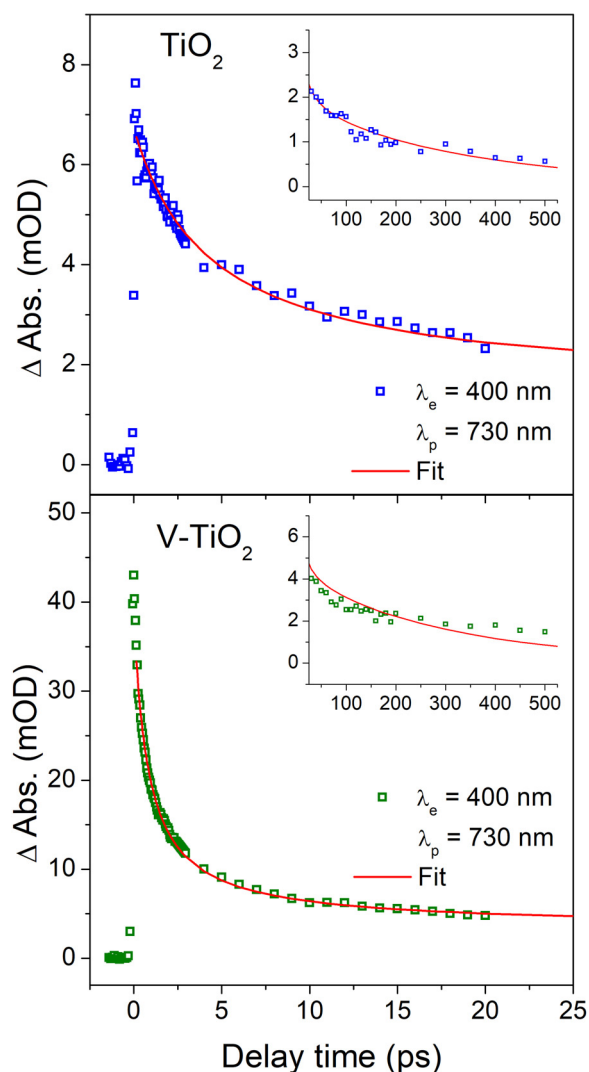 TiO2
8
6
4
2
0
Δ Abs. (mOD)
3
2
1
0
100 200 300 400 500
λe = 400 nm
λp = 730 nm
Fit
V-TiO2
50
40
30
20
10
0
Δ Abs. (mOD)
6
4
2
0
100 200 300 400 500
λe = 400 nm
λp = 730 nm
Fit
0 5 10 15 20 25
Delay time (ps)